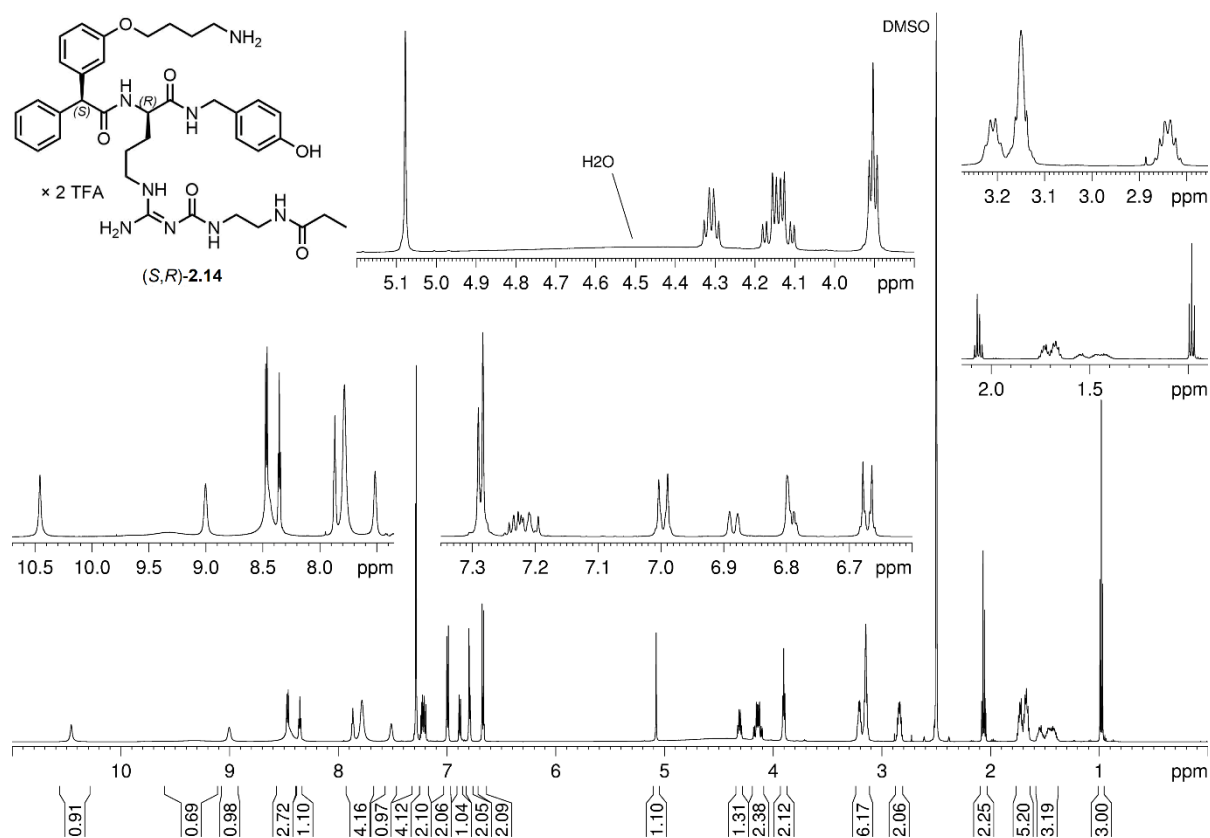 O
NH2
DMSO
O
H
N
(R)
N
H
(S)
O
OH
× 2 TFA
NH
O
H
N
H2N
N
N
H
O
(S,R)-2.14
H2O
5.1 5.0 4.9 4.8 4.7 4.6 4.5 4.4 4.3 4.2 4.1 4.0 ppm
3.2 3.1 3.0 2.9 ppm
2.0 1.5 ppm
10.5 10.0 9.5 9.0 8.5 8.0 ppm
7.3 7.2 7.1 7.0 6.9 6.8 6.7 ppm
10 9 8 7 6 5 4 3 2 1 ppm
0.91 0.69 0.98 2.72 1.10 4.16 0.97 4.12 2.10 2.06 1.04 2.05 2.09 1.10 1.31 2.38 2.12 6.17 2.06 2.25 5.20 3.19 3.00